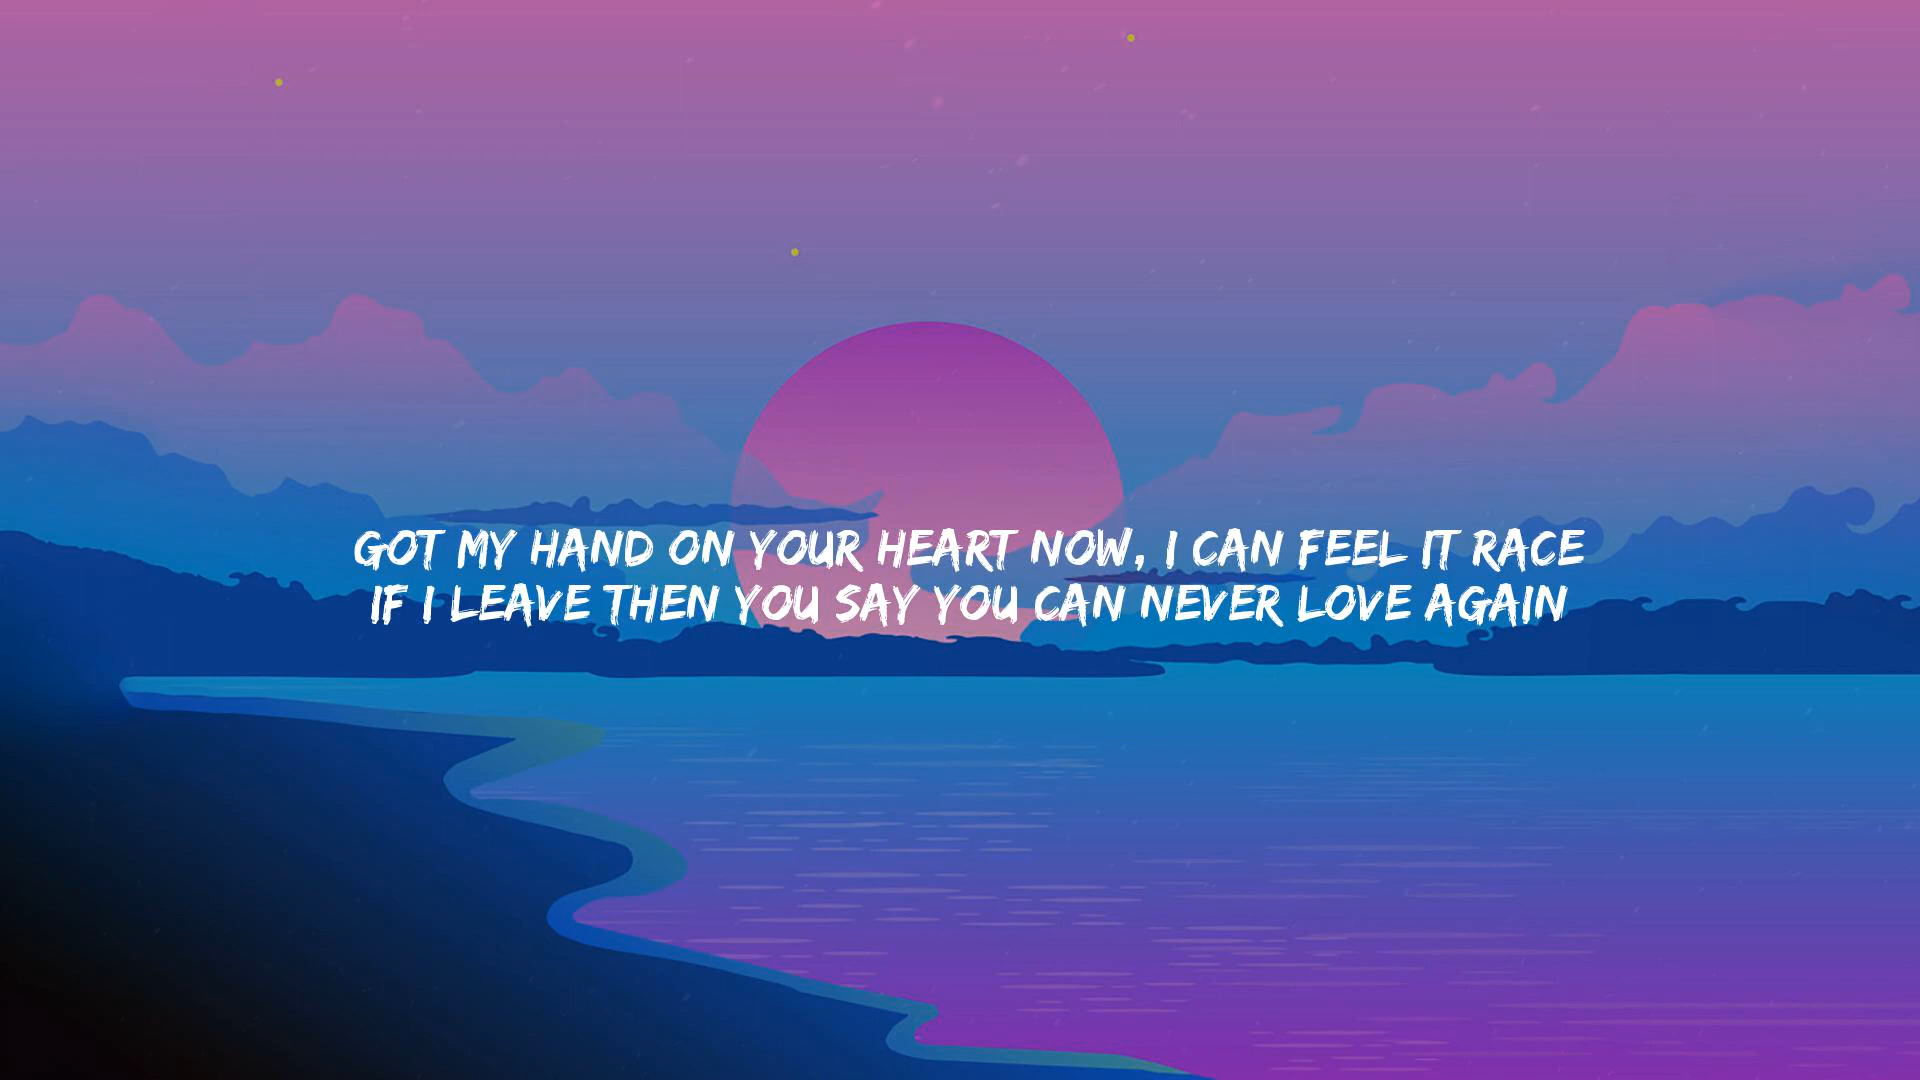 GOT MY HAND ON YOUR HEART NOW, I CAN FEEL IT RACE
IF I LEAVE THEN YOU SAY YOU CAN NEVER LOVE AGAIN